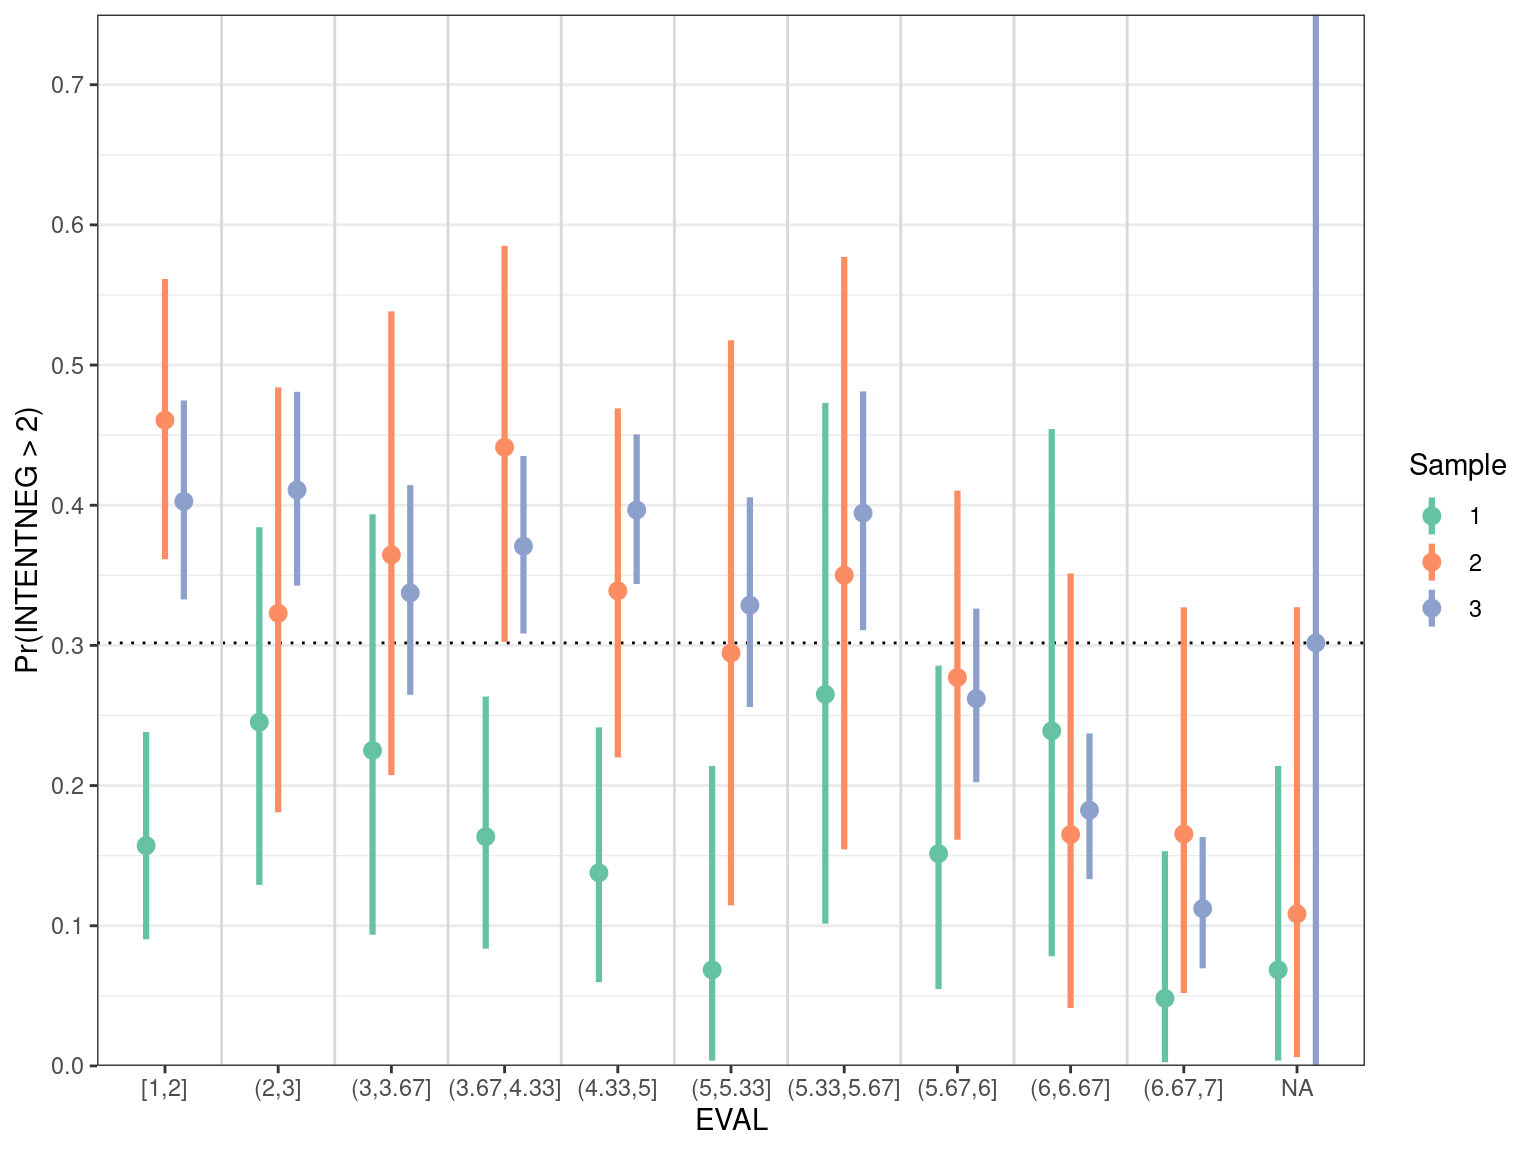 0.7
0.6
0.5
0.4
0.3
0.2
0.1
0.0
Pr(INTENTNEG > 2)
[1,2] (2,3] (3,3.67] (3.67,4.33] (4.33,5] (5,5.33] (5.33,5.67] (5.67,6] (6,6.67] (6.67,7] NA
EVAL
Sample
1
2
3